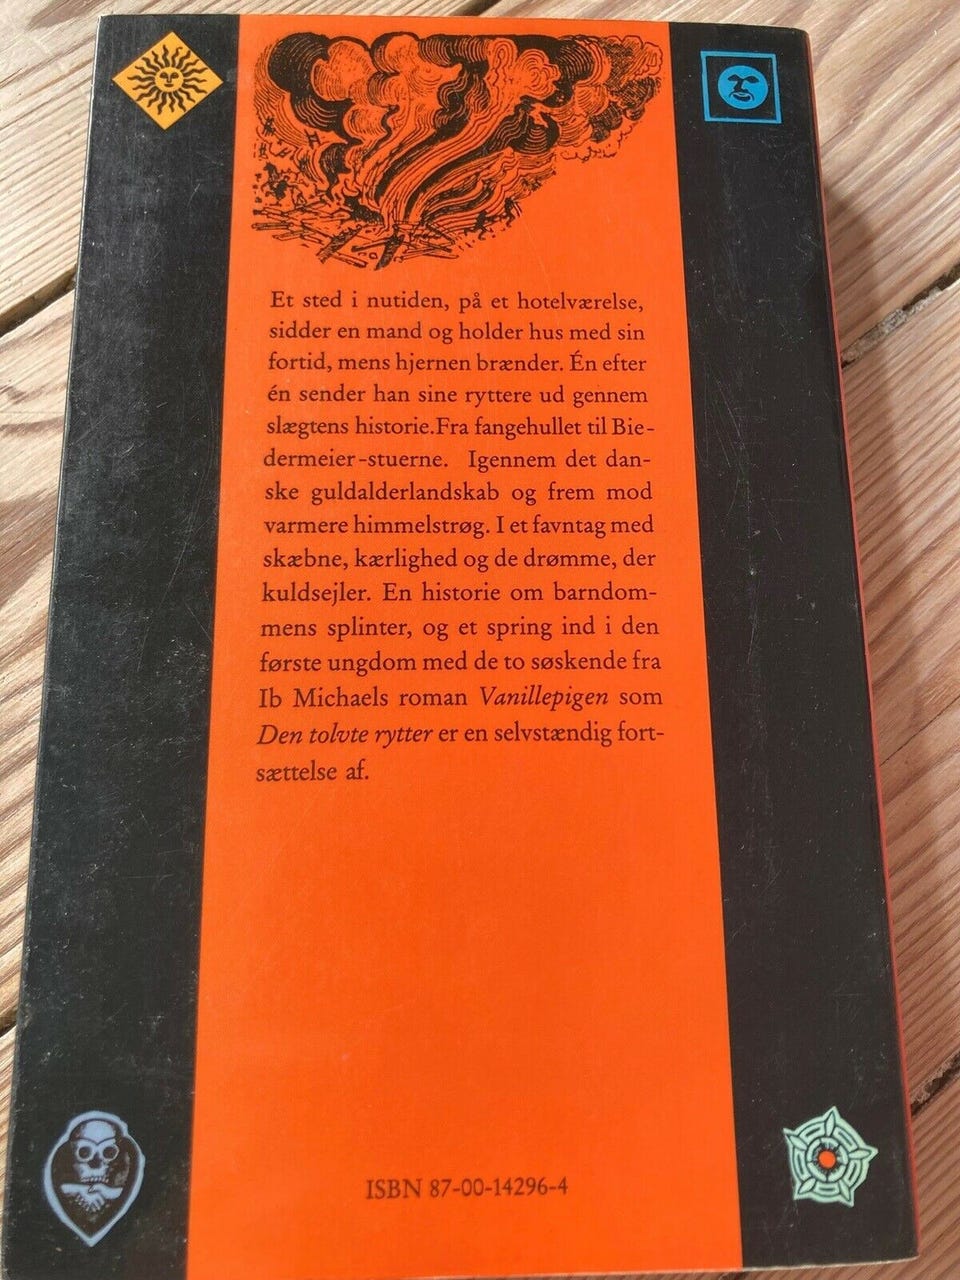 Et sted i nutiden, på et hotelværelse,
sidder en mand og holder hus med sin
fortid, mens hjernen brænder. Én efter
én sender han sine ryttere ud gennem
slægtens historie.Fra fangehullet til Bie-
dermeier-stuerne. Igennem det dan-
ske guldalderlandskab og frem mod
varmere himmelstrøg. I et favntag med
skæbne, kærlighed og de drømme, der
kuldsejler. En historie om barndom-
mens splinter, og et spring ind i den
første ungdom med de to søskende fra
Ib Michaels roman Vanillepigen som
Den tolvte rytter er en selvstændig fort-
sættelse af.
ISBN 87-00-14296-4